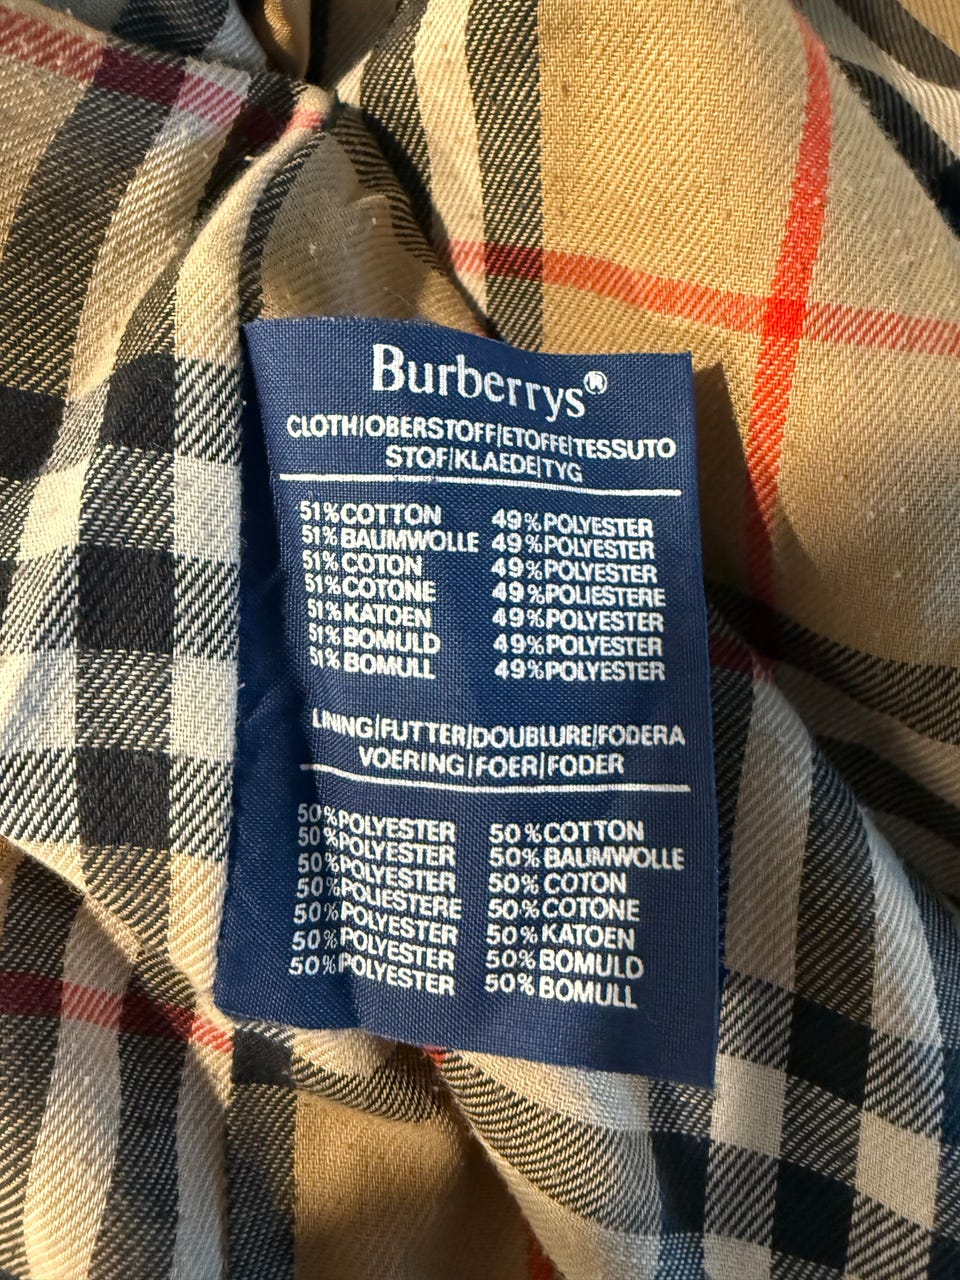 Burberrys®
CLOTH/OBERSTOFF/ETOFFE/TESSUTO
STOF/KLAEDE/TYG
51%COTTON 49%POLYESTER
51%BAUMWOLLE 49%POLYESTER
51%COTON 49%POLYESTER
51%COTONE 49%POLIESTERE
51%KATOEN 49%POLYESTER
51%BOMULD 49%POLYESTER
51%BOMULL 49%POLYESTER
LINING/FUTTER/DOUBLURE/FODERA
VOERING/FOER/FODER
50%POLYESTER 50%COTTON
50%POLYESTER 50%BAUMWOLLE
50%POLYESTER 50%COTON
50%POLIESTERE 50%COTONE
50%POLYESTER 50%KATOEN
50%POLYESTER 50%BOMULD
50%POLYESTER 50%BOMULL